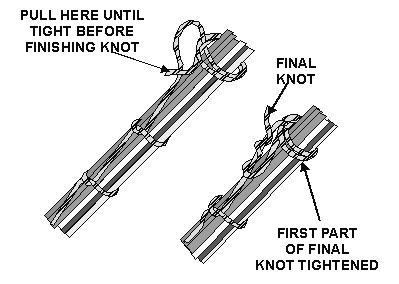 PULL HERE UNTIL
TIGHT BEFORE
FINISHING KNOT
FINAL
KNOT
FIRST PART
OF FINAL
KNOT TIGHTENED